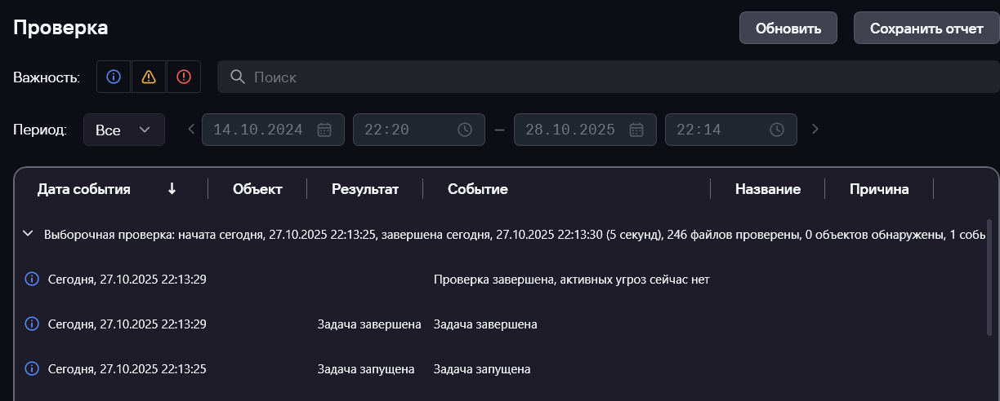 Проверка
Обновить
Сохранить отчет
Важность:
Поиск
Период:
Все
14.10.2024
22:20
–
28.10.2025
22:14
Дата события ↓ Объект Результат Событие Название Причина
Выборочная проверка: начата сегодня, 27.10.2025 22:13:25, завершена сегодня, 27.10.2025 22:13:30 (5 секунд), 246 файлов проверены, 0 объектов обнаружены, 1 собы
Сегодня, 27.10.2025 22:13:29 Проверка завершена, активных угроз сейчас нет
Сегодня, 27.10.2025 22:13:29 Задача завершена Задача завершена
Сегодня, 27.10.2025 22:13:25 Задача запущена Задача запущена